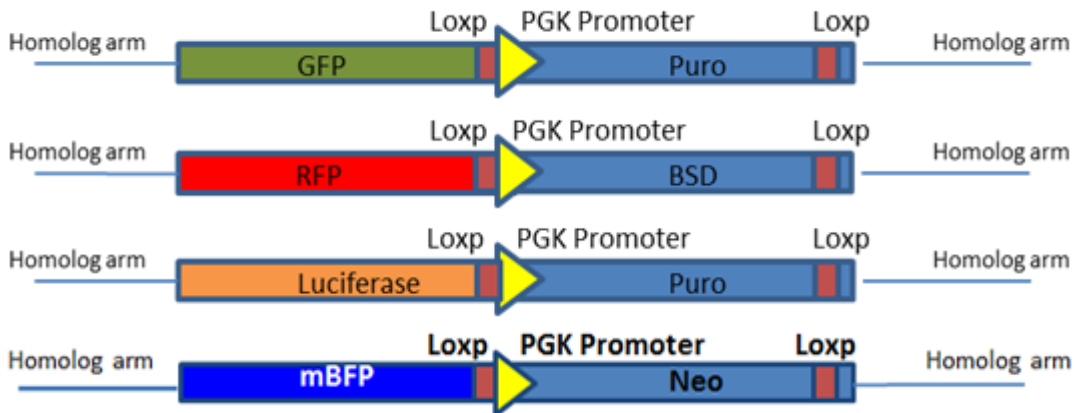 Loxp PGK Promoter Loxp
Homolog arm Homolog arm
GFP Puro
Loxp PGK Promoter Loxp
Homolog arm Homolog arm
RFP BSD
Loxp PGK Promoter Loxp
Homolog arm Homolog arm
Luciferase Puro
Loxp PGK Promoter Loxp
Homolog arm Homolog arm
mBFP Neo